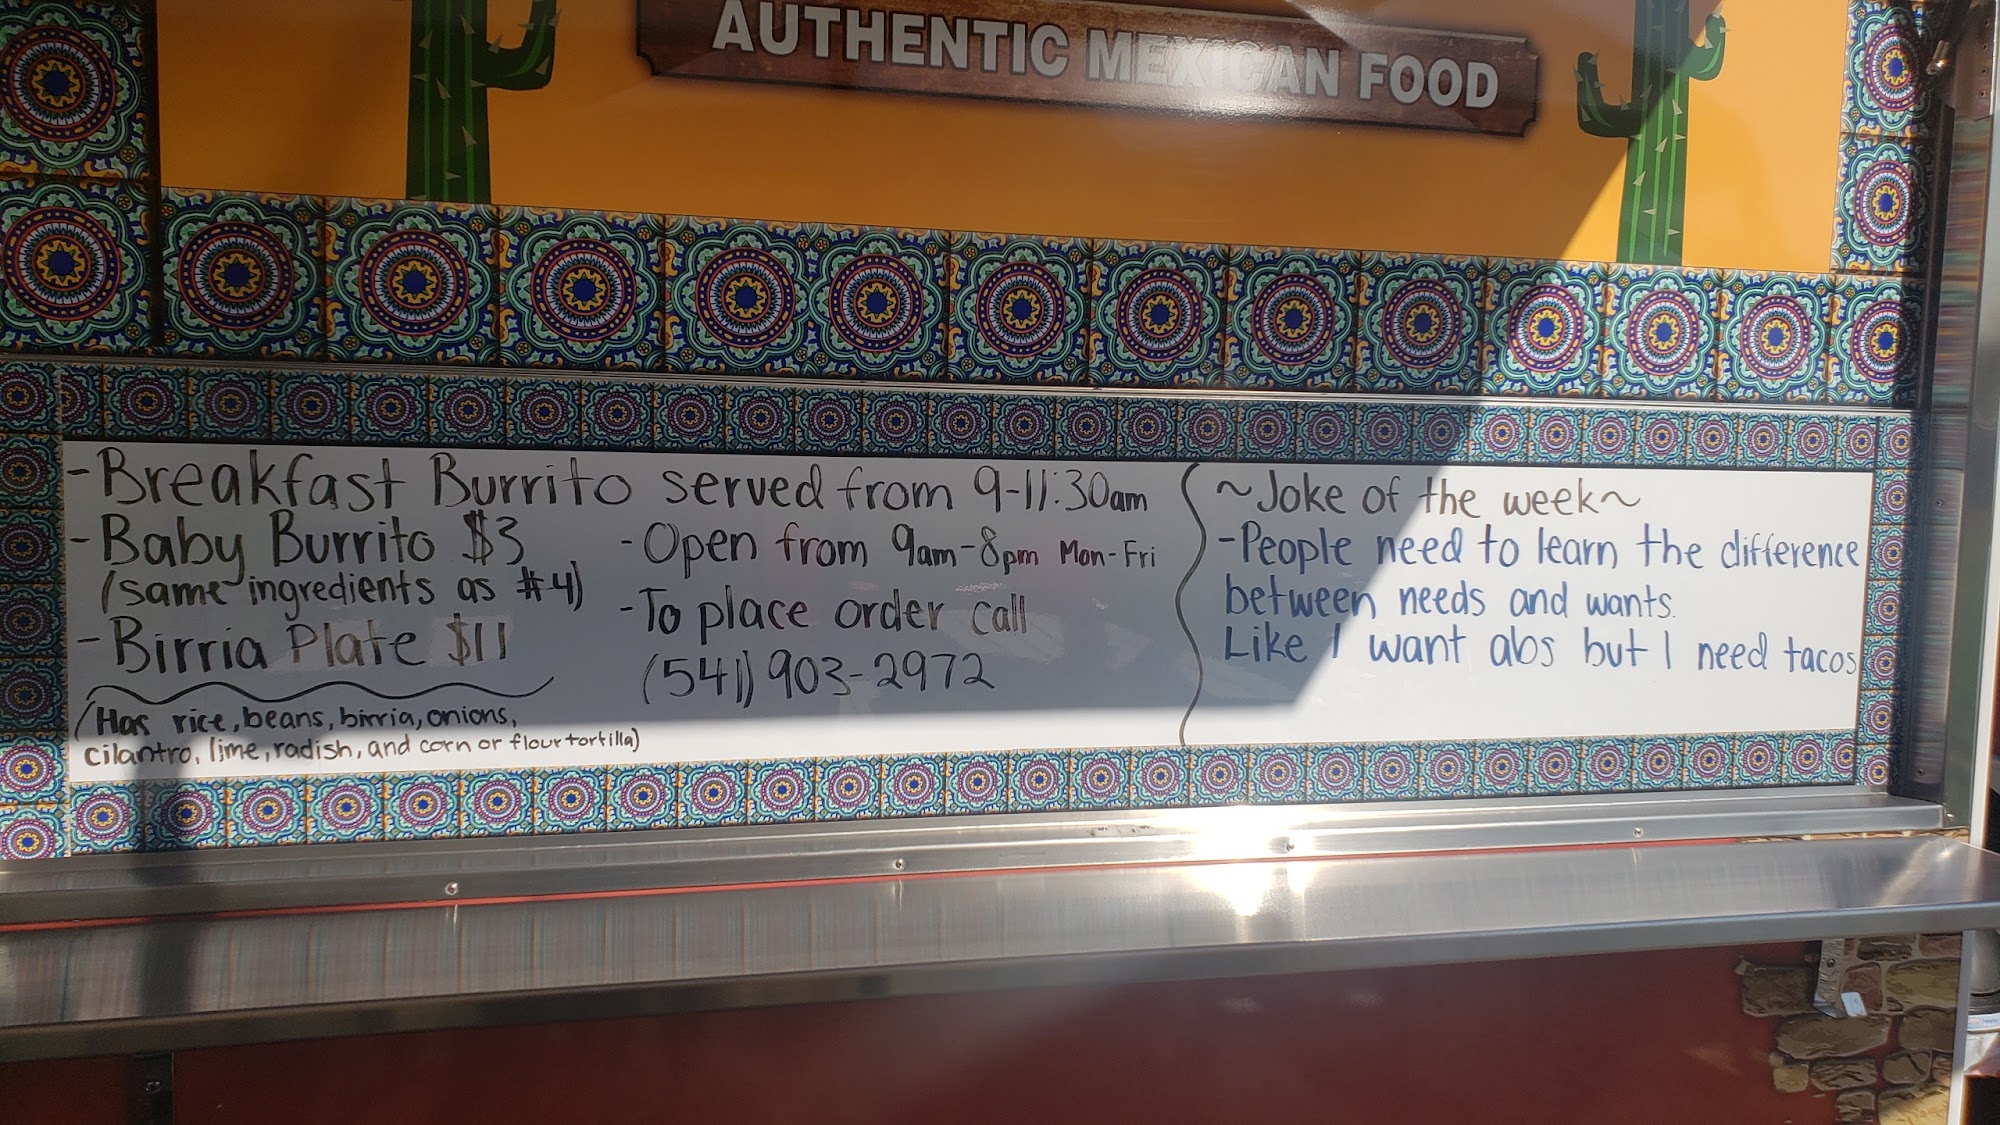 AUTHENTIC MEXICAN FOOD
-Breakfast Burrito served from 9-11:30am
-Baby Burrito $3
(same ingredients as #4)
-Birria Plate $11
(Has rice, beans, birria, onions,
cilantro, lime, radish, and corn or flour tortilla)
-Open from 9am-8pm Mon-Fri
-To place order call
(541) 903-2972
~Joke of the week~
-People need to learn the difference
between needs and wants.
Like I want abs but I need tacos